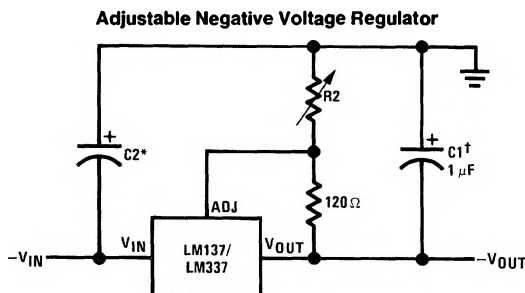 Adjustable Negative Voltage Regulator
R2
+
C2*
+
C1†
1 μF
120Ω
ADJ
−VIN
VIN
LM137/
LM337
VOUT
−VOUT